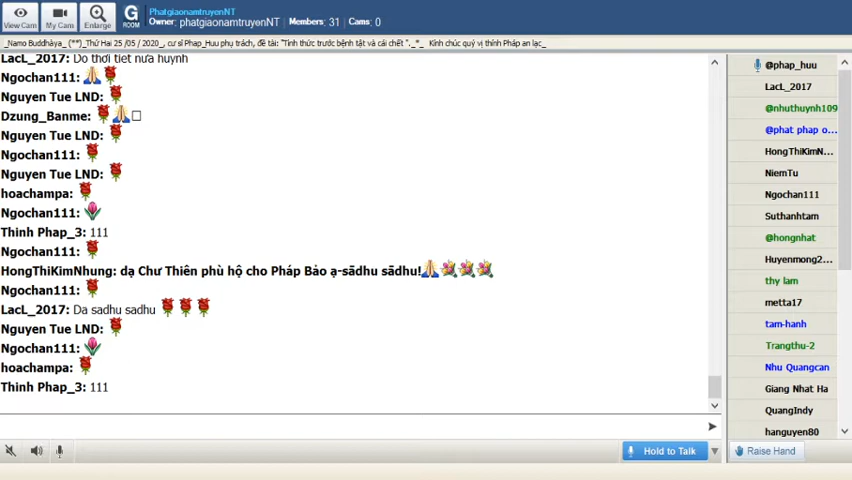 View Cam
My Cam
Enlarge
G
ROOM
PhatgiaonamtruyenNT
Owner: phatgiaonamtruyenNT Members: 31 Cams: 0
_Namo Buddhàya_ (**)_Thứ Hai 25 /05 / 2020_, cư sĩ Pháp_Huu phụ trách, đề tài: "Tỉnh thức trước bệnh tật và cái chết "._*_ Kính chúc quý vị thính Pháp an lạc_
LacL_2017: Do thời tiết nữa huynh
Ngochan111:
Nguyen Tue LND:
Dzung_Banme:
Nguyen Tue LND:
Ngochan111:
Nguyen Tue LND:
hoachampa:
Ngochan111:
Thinh Phap_3: 111
Ngochan111:
HongThiKimNhung: dạ Chư Thiên phù hộ cho Pháp Bảo ạ-sādhu sādhu!
Ngochan111:
LacL_2017: Da sadhu sadhu
Nguyen Tue LND:
Ngochan111:
hoachampa:
Thinh Phap_3: 111
@phap_huu
LacL_2017
@nhuthuynh109
@phat phap o...
HongThiKimN...
NiemTu
Ngochan111
Suthanhtam
@hongnhat
Huyenmong2...
thy lam
metta17
tam-hanh
Trangthu-2
Nhu Quangcan
Giang Nhat Ha
QuangIndy
hanguyen80
Hold to Talk
Raise Hand